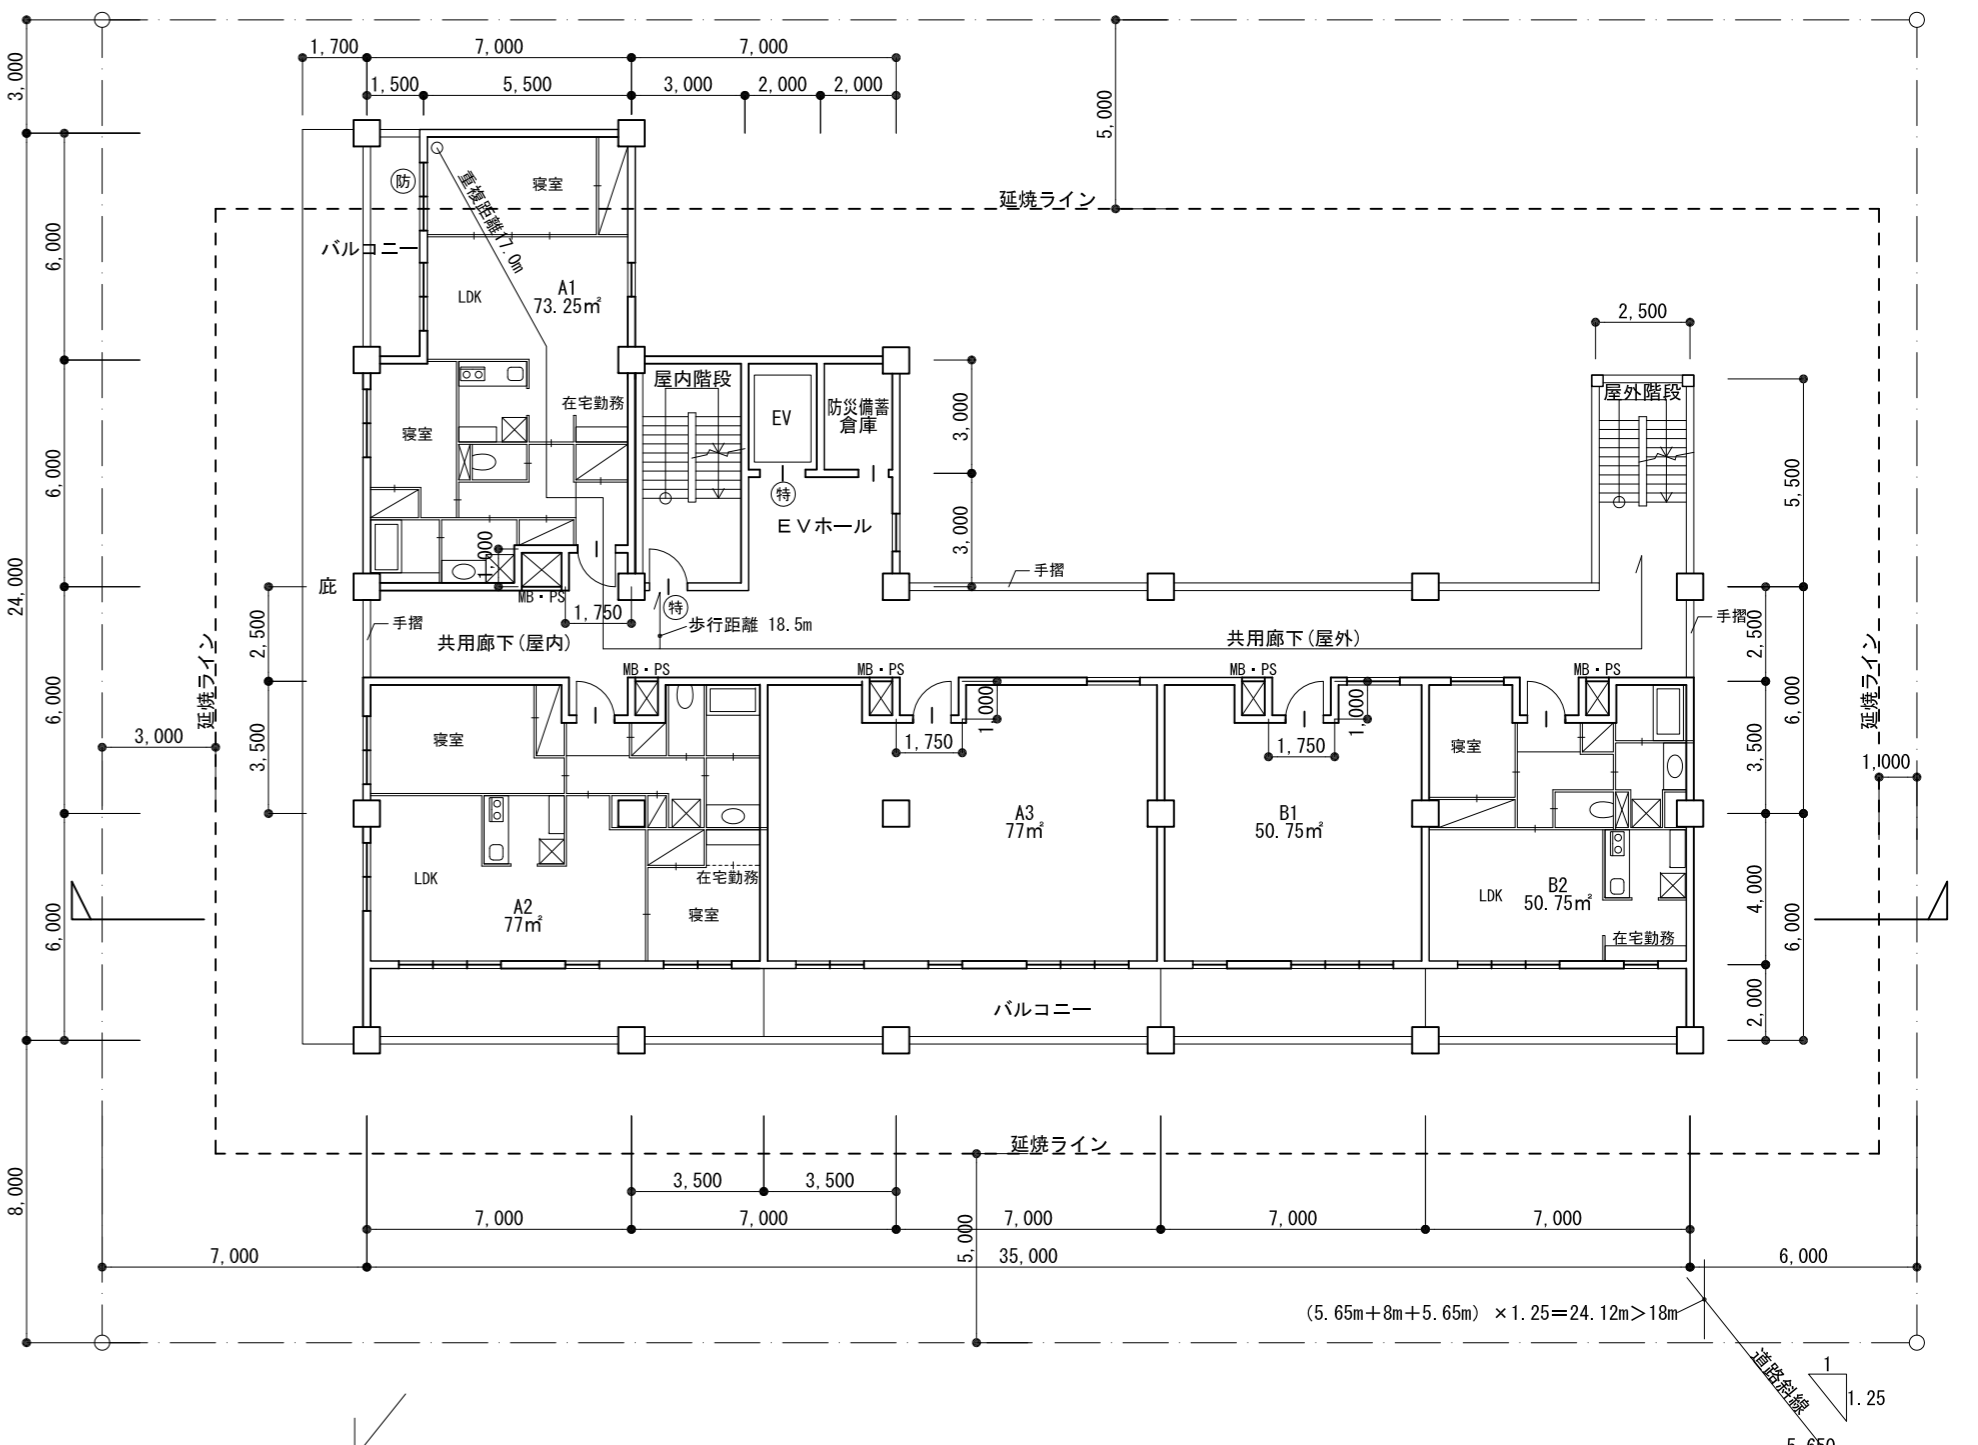 1,700
7,000
7,000
1,500
5,500
3,000
2,000
2,000
3,000
5,000
延焼ライン
防
寝室
重複距離17.0m
バルコニー
6,000
LDK
A1
73.25㎡
2,500
屋内階段
EV
防災備蓄
倉庫
屋外階段
在宅勤務
寝室
3,000
6,000
5,500
特
EVホール
3,000
1,000
手摺
庇
MB・PS
1,750
特
手摺
歩行距離 18.5m
共用廊下(屋内)
共用廊下(屋外)
手摺
24,000
2,500
2,500
延焼ライン
延焼ライン
MB・PS
MB・PS
MB・PS
MB・PS
6,000
3,000
3,500
寝室
1,000
1,750
1,000
1,750
寝室
3,500
6,000
1,000
A3
77㎡
B1
50.75㎡
LDK
在宅勤務
A2
77㎡
寝室
LDK
B2
50.75㎡
在宅勤務
6,000
4,000
6,000
バルコニー
2,000
延焼ライン
8,000
3,500
3,500
7,000
7,000
7,000
7,000
7,000
5,000
7,000
35,000
6,000
(5.65m+8m+5.65m) ×1.25=24.12m>18m
道路斜線
1
1.25
5,650